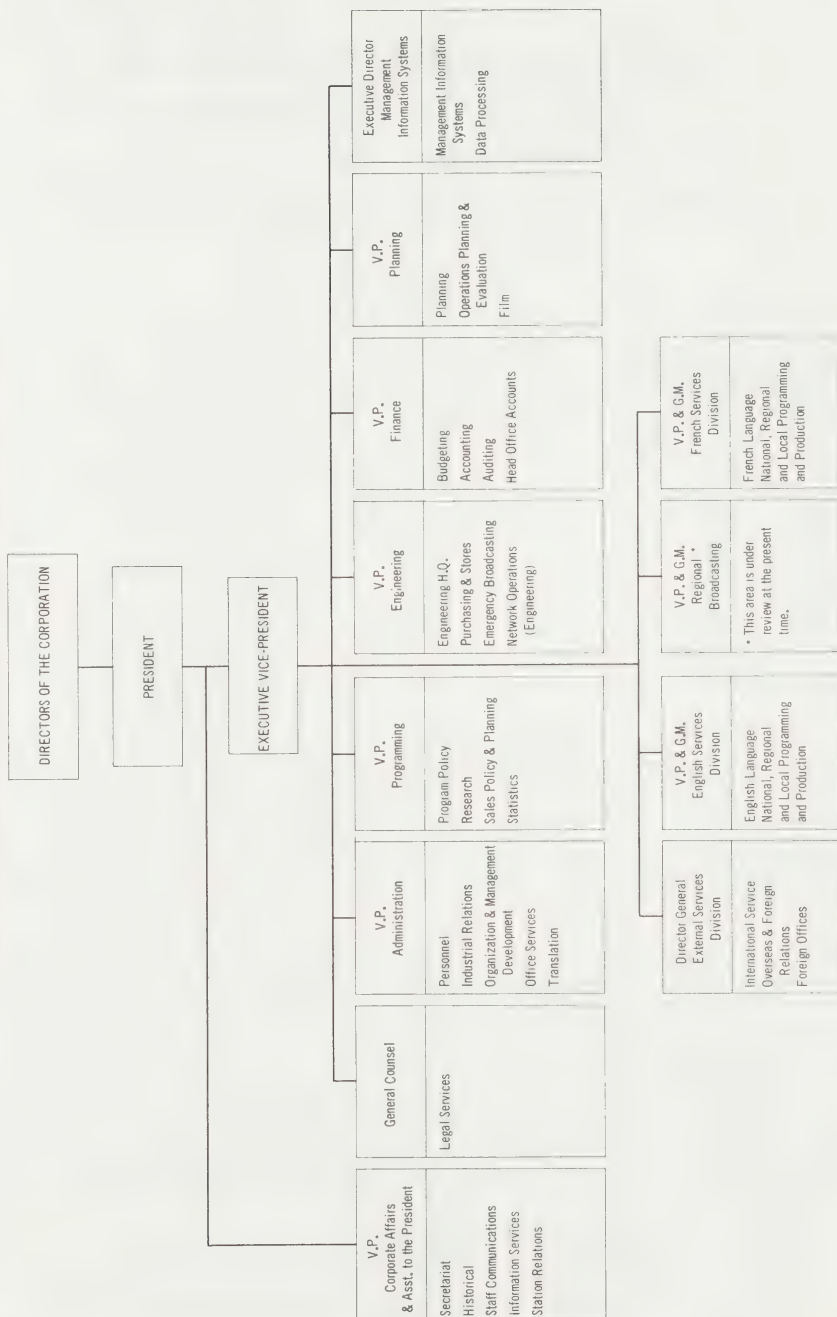 DIRECTORS OF THE CORPORATION
PRESIDENT
EXECUTIVE VICE-PRESIDENT
V.P.
Corporate Affairs
& Asst. to the President
Secretariat
Historical
Staff Communications
Information Services
Station Relations
General Counsel
Legal Services
V.P.
Administration
Personnel
Industrial Relations
Organization & Management
Development
Office Services
Translation
V.P.
Programming
Program Policy
Research
Sales Policy & Planning
Statistics
V.P.
Engineering
Engineering H.Q.
Purchasing & Stores
Emergency Broadcasting
Network Operations
(Engineering)
V.P.
Finance
Budgeting
Accounting
Auditing
Head Office Accounts
V.P.
Planning
Planning
Operations Planning &
Evaluation
Film
Executive Director
Management
Information Systems
Management Information
Systems
Data Processing
Director General
External Services
Division
International Service
Overseas & Foreign
Relations
Foreign Offices
V.P. & G.M.
English Services
Division
English Language
National, Regional
and Local Programming
and Production
V.P. & G.M.
Regional *
Broadcasting
* This area is under
review at the present
time.
V.P. & G.M.
French Services
Division
French Language
National, Regional
and Local Programming
and Production